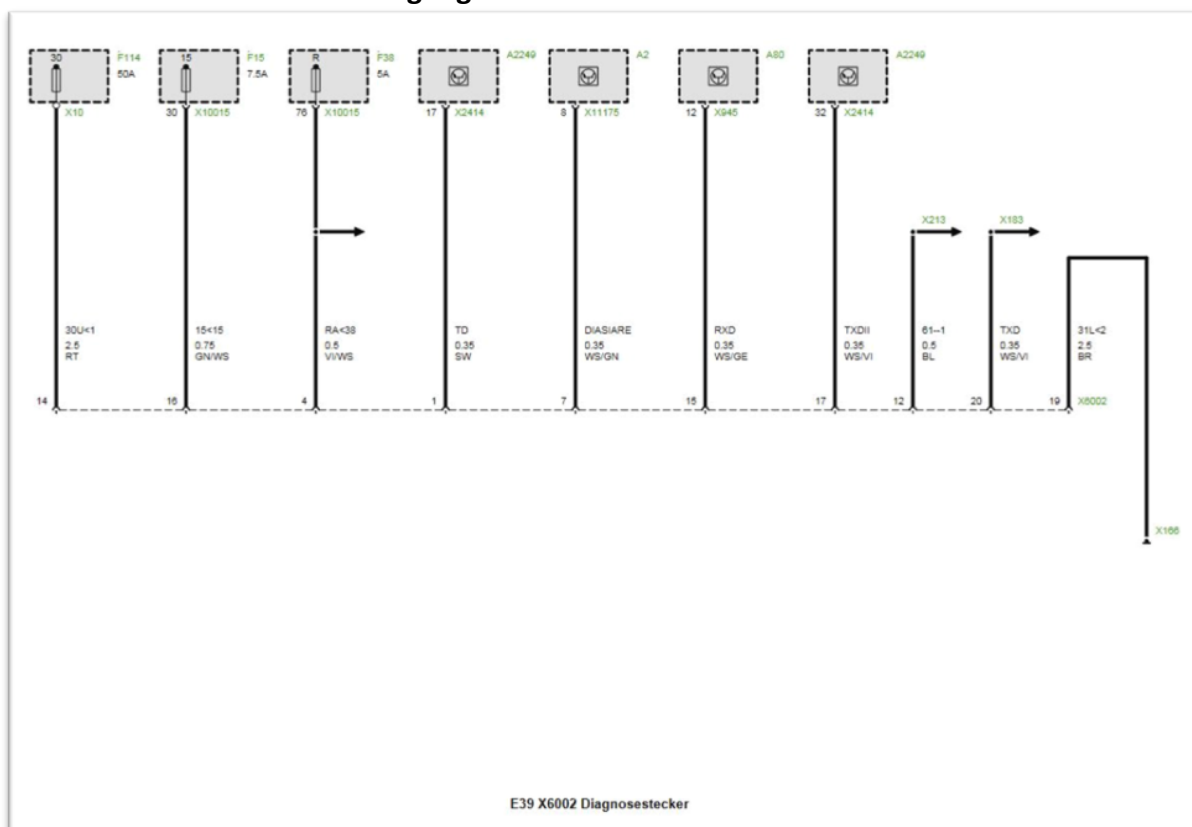 30 F114 15 F15 R F38 A2249 A2 A80 A2249
50A 7.5A 5A
X10 30 X10015 76 X10015 17 X2414 8 X11175 12 X945 32 X2414
X213 X183
30U<1 15<15 RA<38 TD DIASIARE RXD TXDII 61--1 TXD 31L<2
2.5 0.75 0.5 0.35 0.35 0.35 0.35 0.5 0.35 2.5
RT GN/WS VI/WS SW WS/GN WS/GE WS/VI BL WS/VI BR
14 16 4 1 7 15 17 12 20 19 X6002
X166
E39 X6002 Diagnosestecker